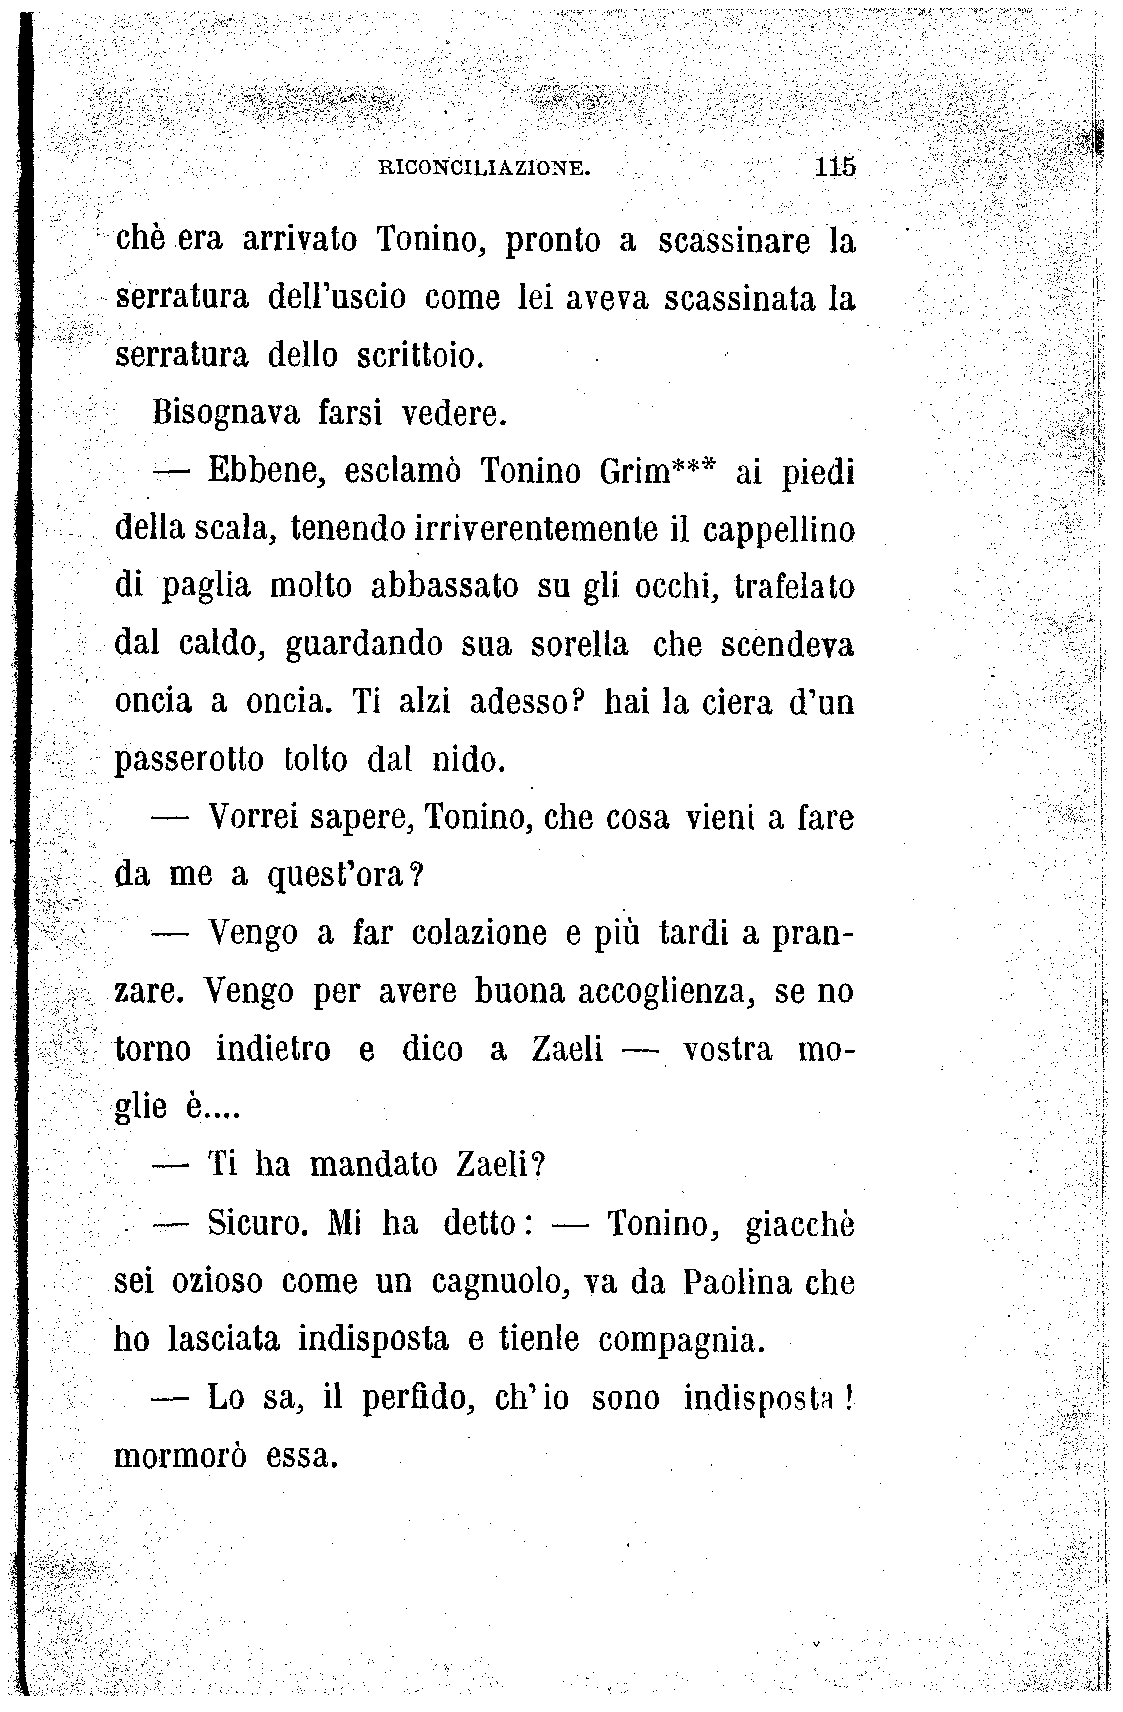 RICONCILIAZIONE. 115
chè era arrivato Tonino, pronto a scassinare la
serratura dell'uscio come lei aveva scassinata la
serratura dello scrittoio.
Bisognava farsi vedere.
— Ebbene, esclamò Tonino Grim*** ai piedi
della scala, tenendo irriverentemente il cappellino
di paglia molto abbassato su gli occhi, trafelato
dal caldo, guardando sua sorella che scendeva
oncia a oncia. Ti alzi adesso? hai la ciera d'un
passerotto tolto dal nido.
— Vorrei sapere, Tonino, che cosa vieni a fare
da me a quest'ora?
— Vengo a far colazione e più tardi a pran-
zare. Vengo per avere buona accoglienza, se no
torno indietro e dico a Zaeli — vostra mo-
glie è....
— Ti ha mandato Zaeli?
— Sicuro. Mi ha detto: — Tonino, giacchè
sei ozioso come un cagnuolo, va da Paolina che
ho lasciata indisposta e tienle compagnia.
— Lo sa, il perfido, ch'io sono indisposta!
mormorò essa.